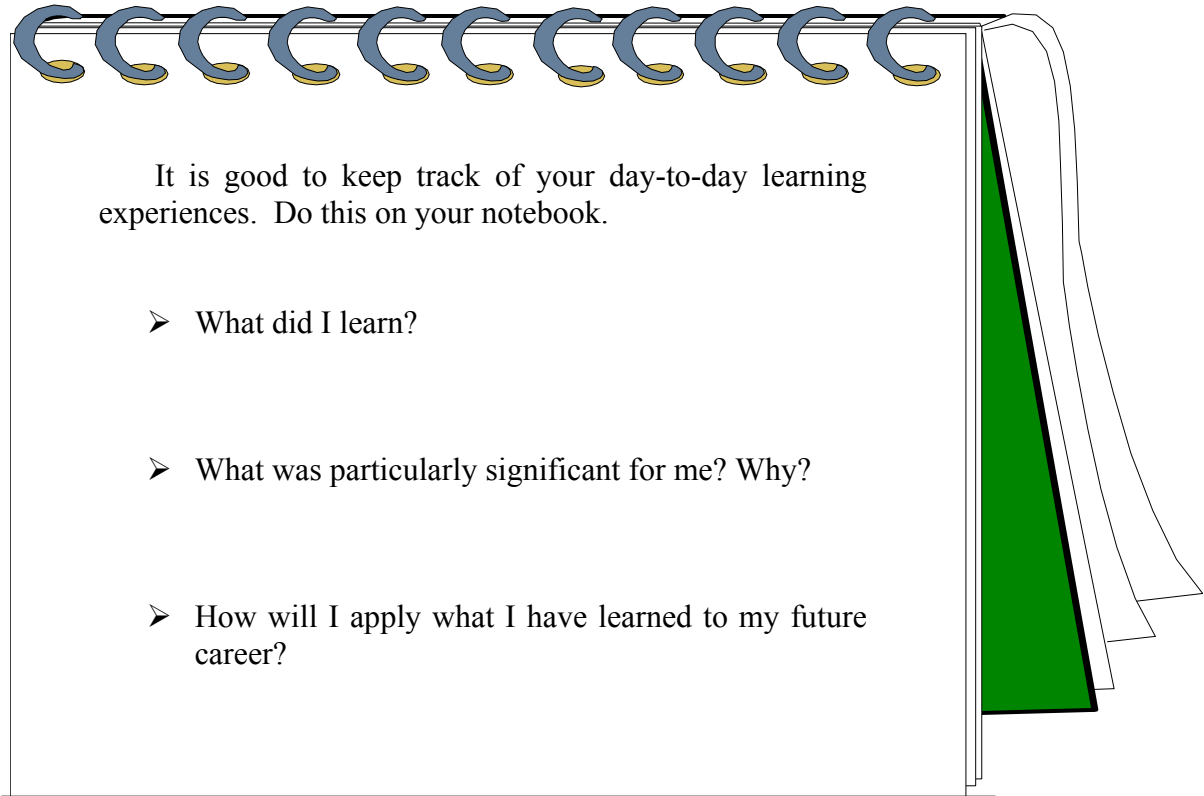 It is good to keep track of your day-to-day learning
experiences. Do this on your notebook.
➢ What did I learn?
➢ What was particularly significant for me? Why?
➢ How will I apply what I have learned to my future
career?